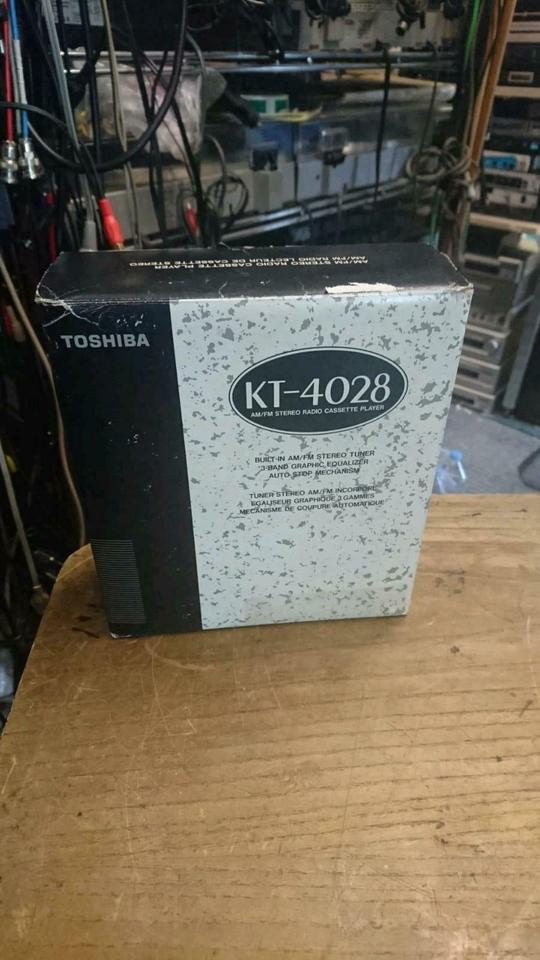 AM/FM STEREO RADIO CASSETTE PLAYER
AM/FM RADIO LECTEUR DE CASSETTE STEREO
TOSHIBA
KT-4028
AM/FM STEREO RADIO CASSETTE PLAYER
BUILT-IN AM/FM STEREO TUNER
3-BAND GRAPHIC EQUALIZER
AUTO STOP MECHANISM
TUNER STEREO AM/FM INCORPORE
EGALISEUR GRAPHIQUE 3 GAMMES
MECANISME DE COUPURE AUTOMATIQUE